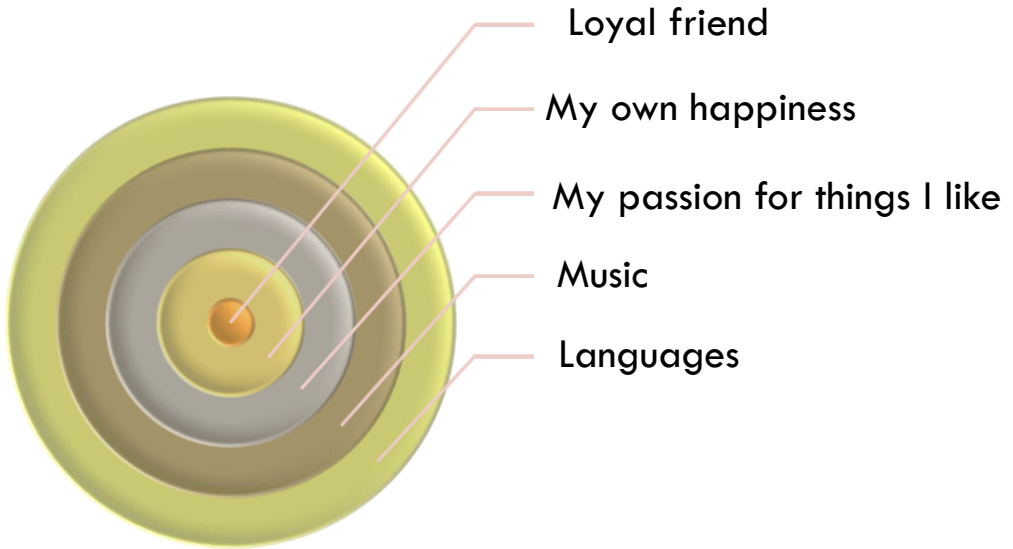 Loyal friend
My own happiness
My passion for things I like
Music
Languages